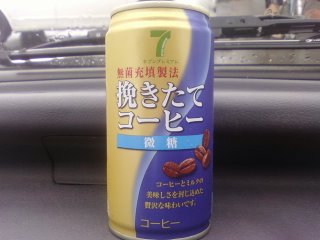 7
セブンプレミアム
無菌充填製法
挽きたて
コーヒー
微糖
コーヒーとミルクの
美味しさを封じ込めた
贅沢な味わいです。
コーヒー